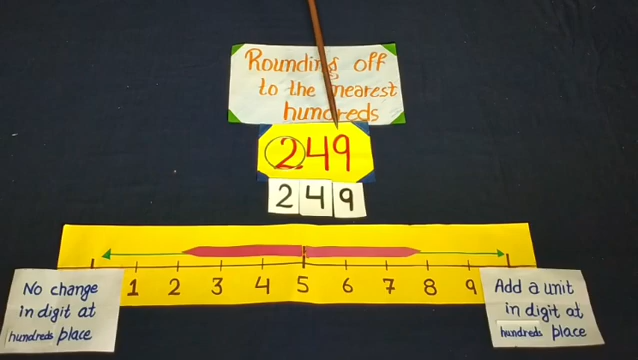 Rounding off
to the nearest
hundreds
249
2 4 9
1 2 3 4 5 6 7 8 9
No change
in digit at
hundreds place
Add a unit
in digit at
hundreds place